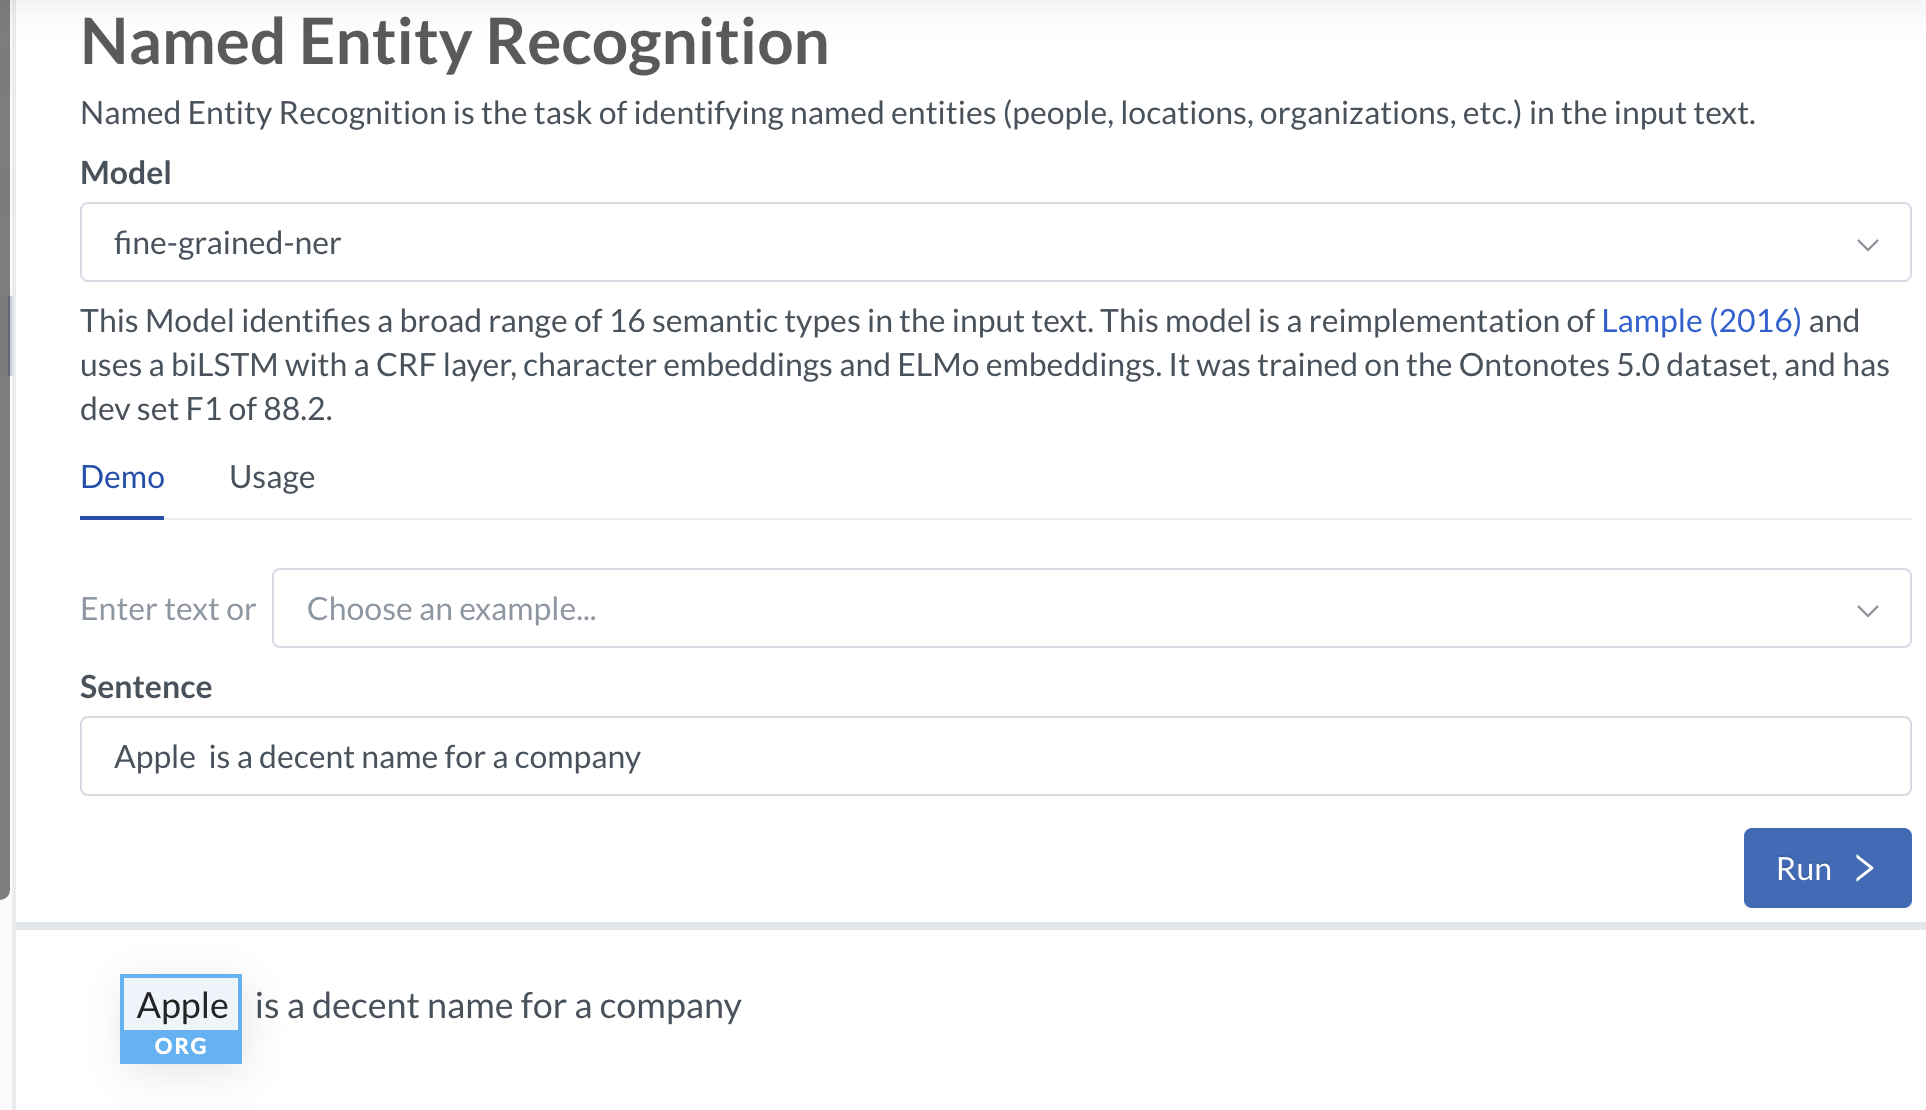 Named Entity Recognition
Named Entity Recognition is the task of identifying named entities (people, locations, organizations, etc.) in the input text.
Model
fine-grained-ner
This Model identifies a broad range of 16 semantic types in the input text. This model is a reimplementation of Lample (2016) and
uses a biLSTM with a CRF layer, character embeddings and ELMo embeddings. It was trained on the Ontonotes 5.0 dataset, and has
dev set F1 of 88.2.
Demo Usage
Enter text or Choose an example...
Sentence
Apple  is a decent name for a company
Run
Apple is a decent name for a company
ORG